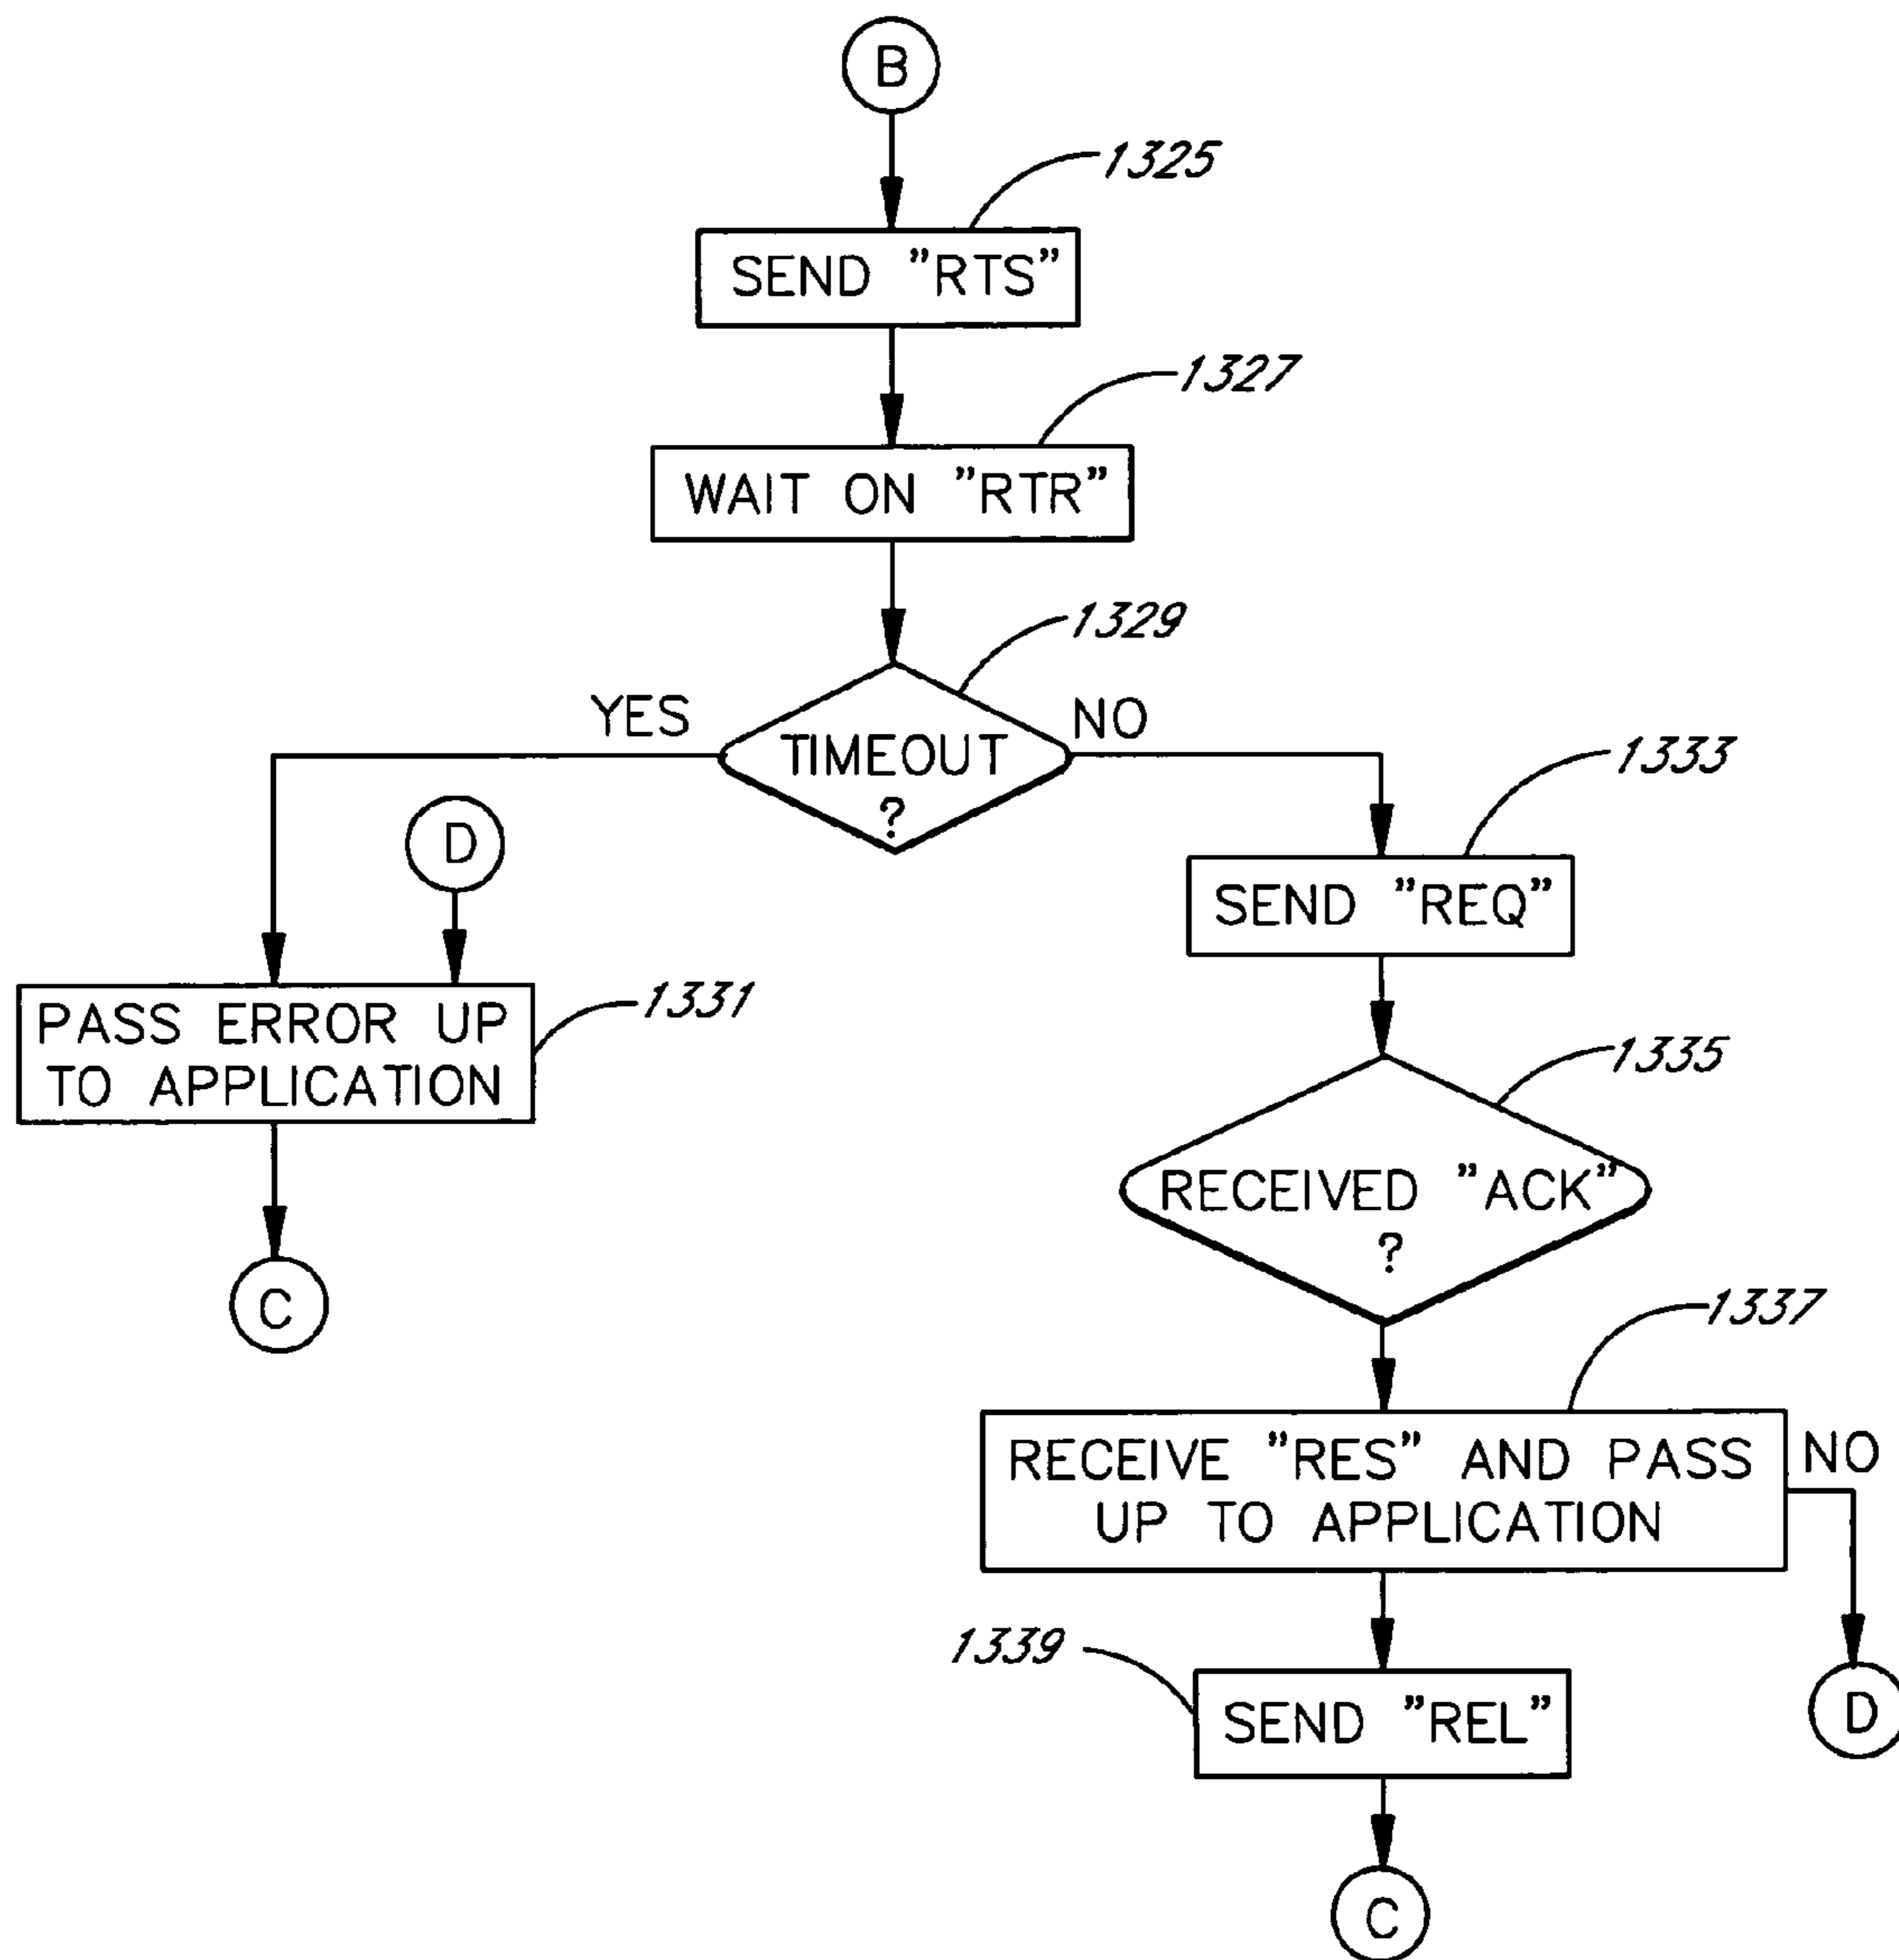 B
1325
SEND "RTS"
1327
WAIT ON "RTR"
1329
YES
TIMEOUT
?
NO
1333
D
SEND "REQ"
PASS ERROR UP
TO APPLICATION
1331
1335
RECEIVED "ACK"
?
C
1337
RECEIVE "RES" AND PASS
UP TO APPLICATION
NO
1339
SEND "REL"
D
C